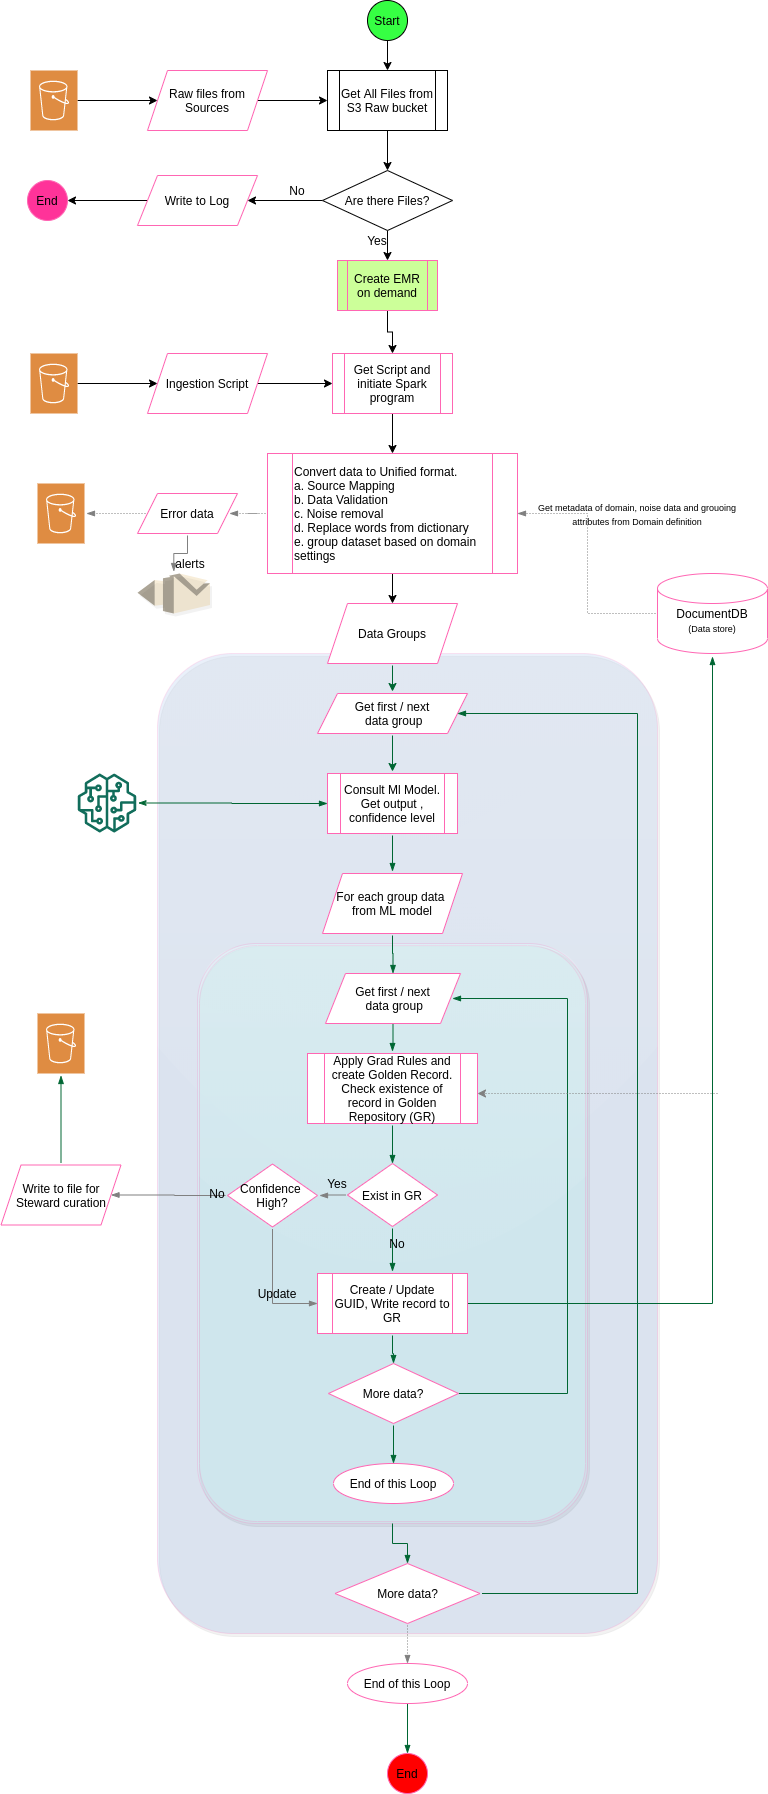 Start
Raw files from
Sources
Get All Files from
S3 Raw bucket
End
Write to Log
No
Are there Files?
Yes
Create EMR
on demand
Ingestion Script
Get Script and
initiate Spark
program
Convert data to Unified format.
a. Source Mapping
b. Data Validation
c. Noise removal
d. Replace words from dictionary
e. group dataset based on domain
settings
Error data
alerts
Get metadata of domain, noise data and grouoing
attributes from Domain definition
DocumentDB
(Data store)
Data Groups
Get first / next
data group
Consult Ml Model.
Get output ,
confidence level
For each group data
from ML model
Get first / next
data group
Apply Grad Rules and
create Golden Record.
Check existence of
record in Golden
Repository (GR)
Write to file for
Steward curation
No
Confidence
High?
Yes
Exist in GR
No
Update
Create / Update
GUID, Write record to
GR
More data?
End of this Loop
More data?
End of this Loop
End